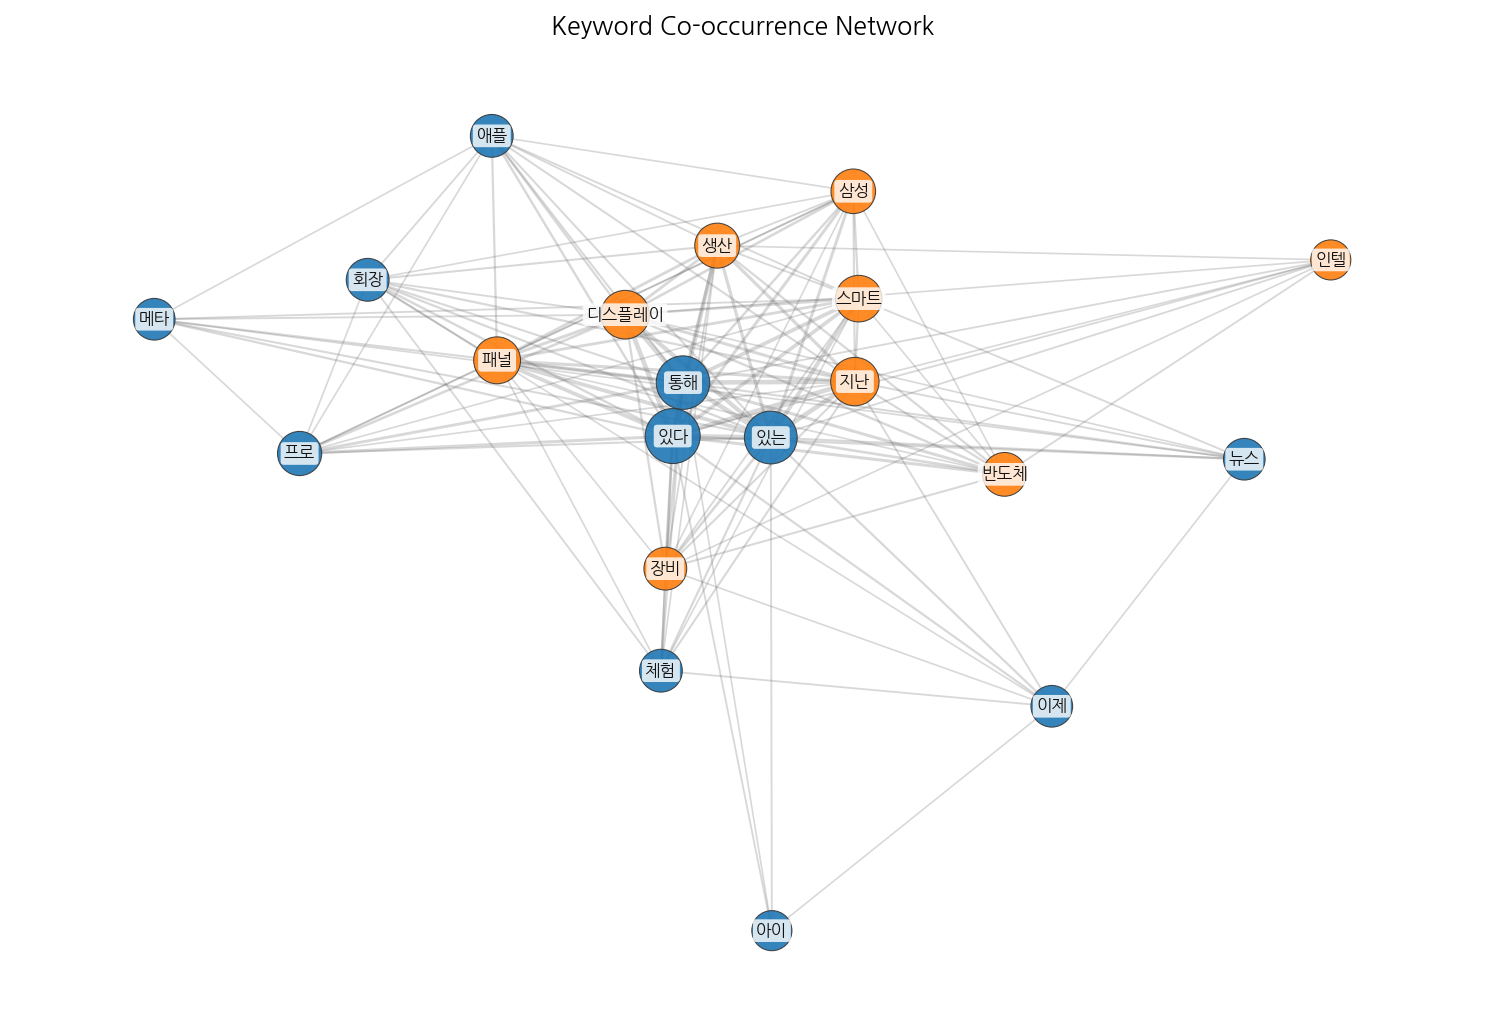 Keyword Co-occurrence Network
애플
삼성
생산
인텔
회장
스마트
메타
디스플레이
패널
통해
지난
있다
있는
프로
뉴스
반도체
장비
체험
이제
아이